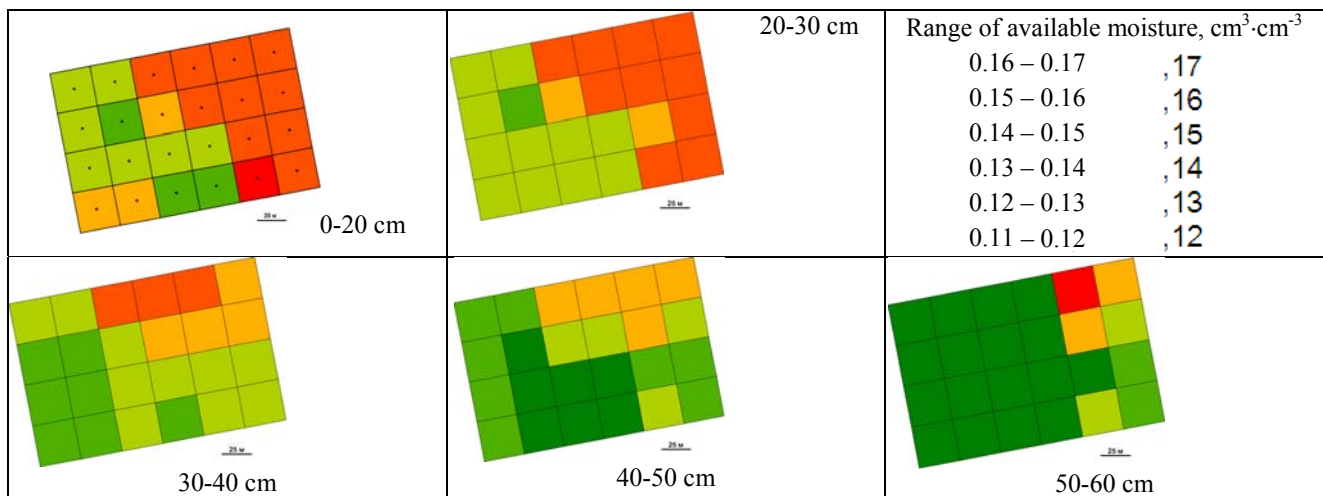 25 м
0-20 cm
20-30 cm
25 м
Range of available moisture, cm³·cm⁻³
0.16 – 0.17 ,17
0.15 – 0.16 ,16
0.14 – 0.15 ,15
0.13 – 0.14 ,14
0.12 – 0.13 ,13
0.11 – 0.12 ,12
25 м
30-40 cm
25 м
40-50 cm
25 м
50-60 cm